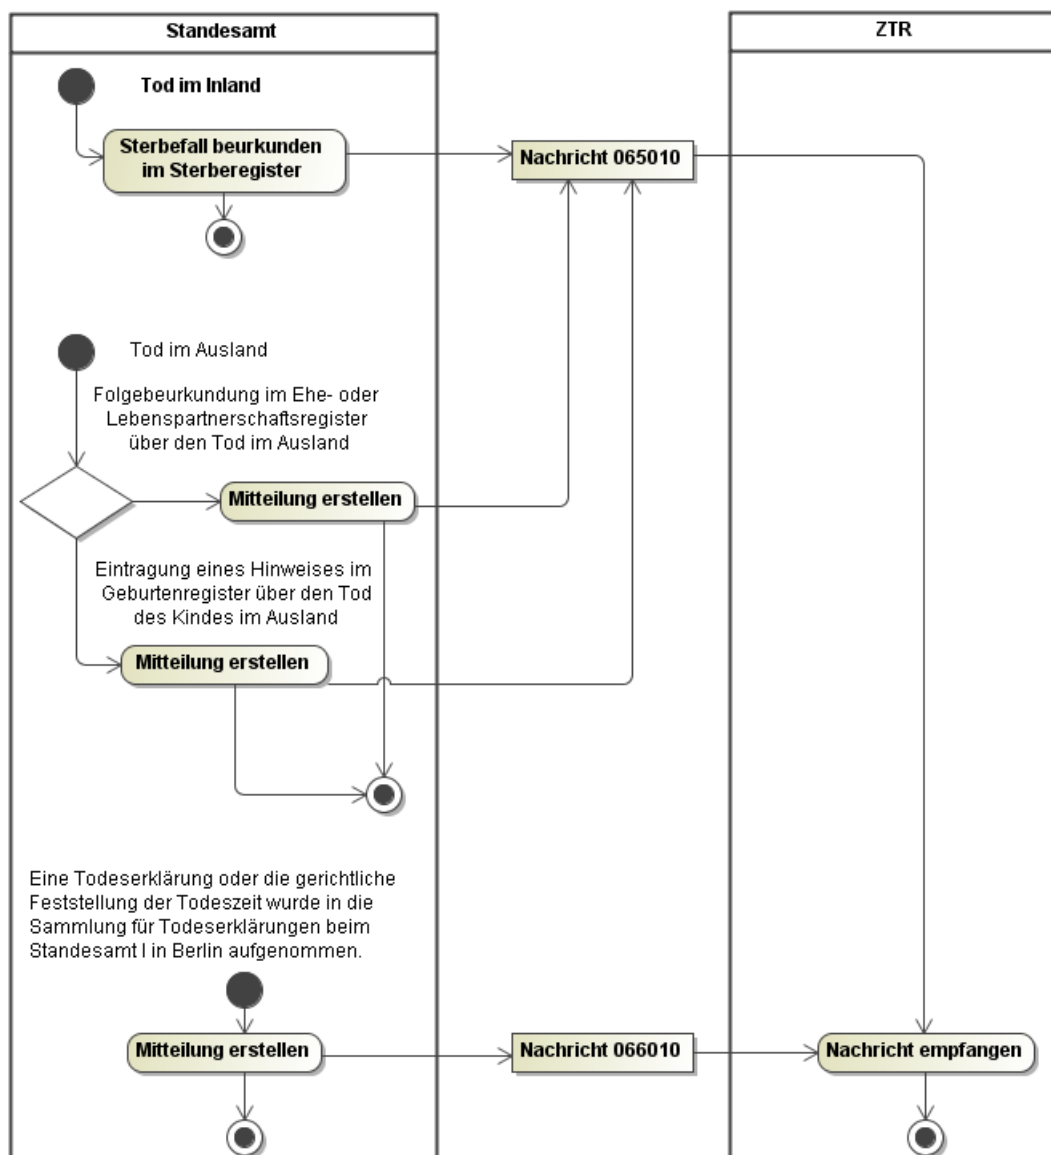 Standesamt
ZTR
Tod im Inland
Sterbefall beurkunden
im Sterberegister
Nachricht 065010
Tod im Ausland
Folgebeurkundung im Ehe- oder
Lebenspartnerschaftsregister
über den Tod im Ausland
Mitteilung erstellen
Eintragung eines Hinweises im
Geburtenregister über den Tod
des Kindes im Ausland
Mitteilung erstellen
Eine Todeserklärung oder die gerichtliche
Feststellung der Todeszeit wurde in die
Sammlung für Todeserklärungen beim
Standesamt I in Berlin aufgenommen.
Mitteilung erstellen
Nachricht 066010
Nachricht empfangen